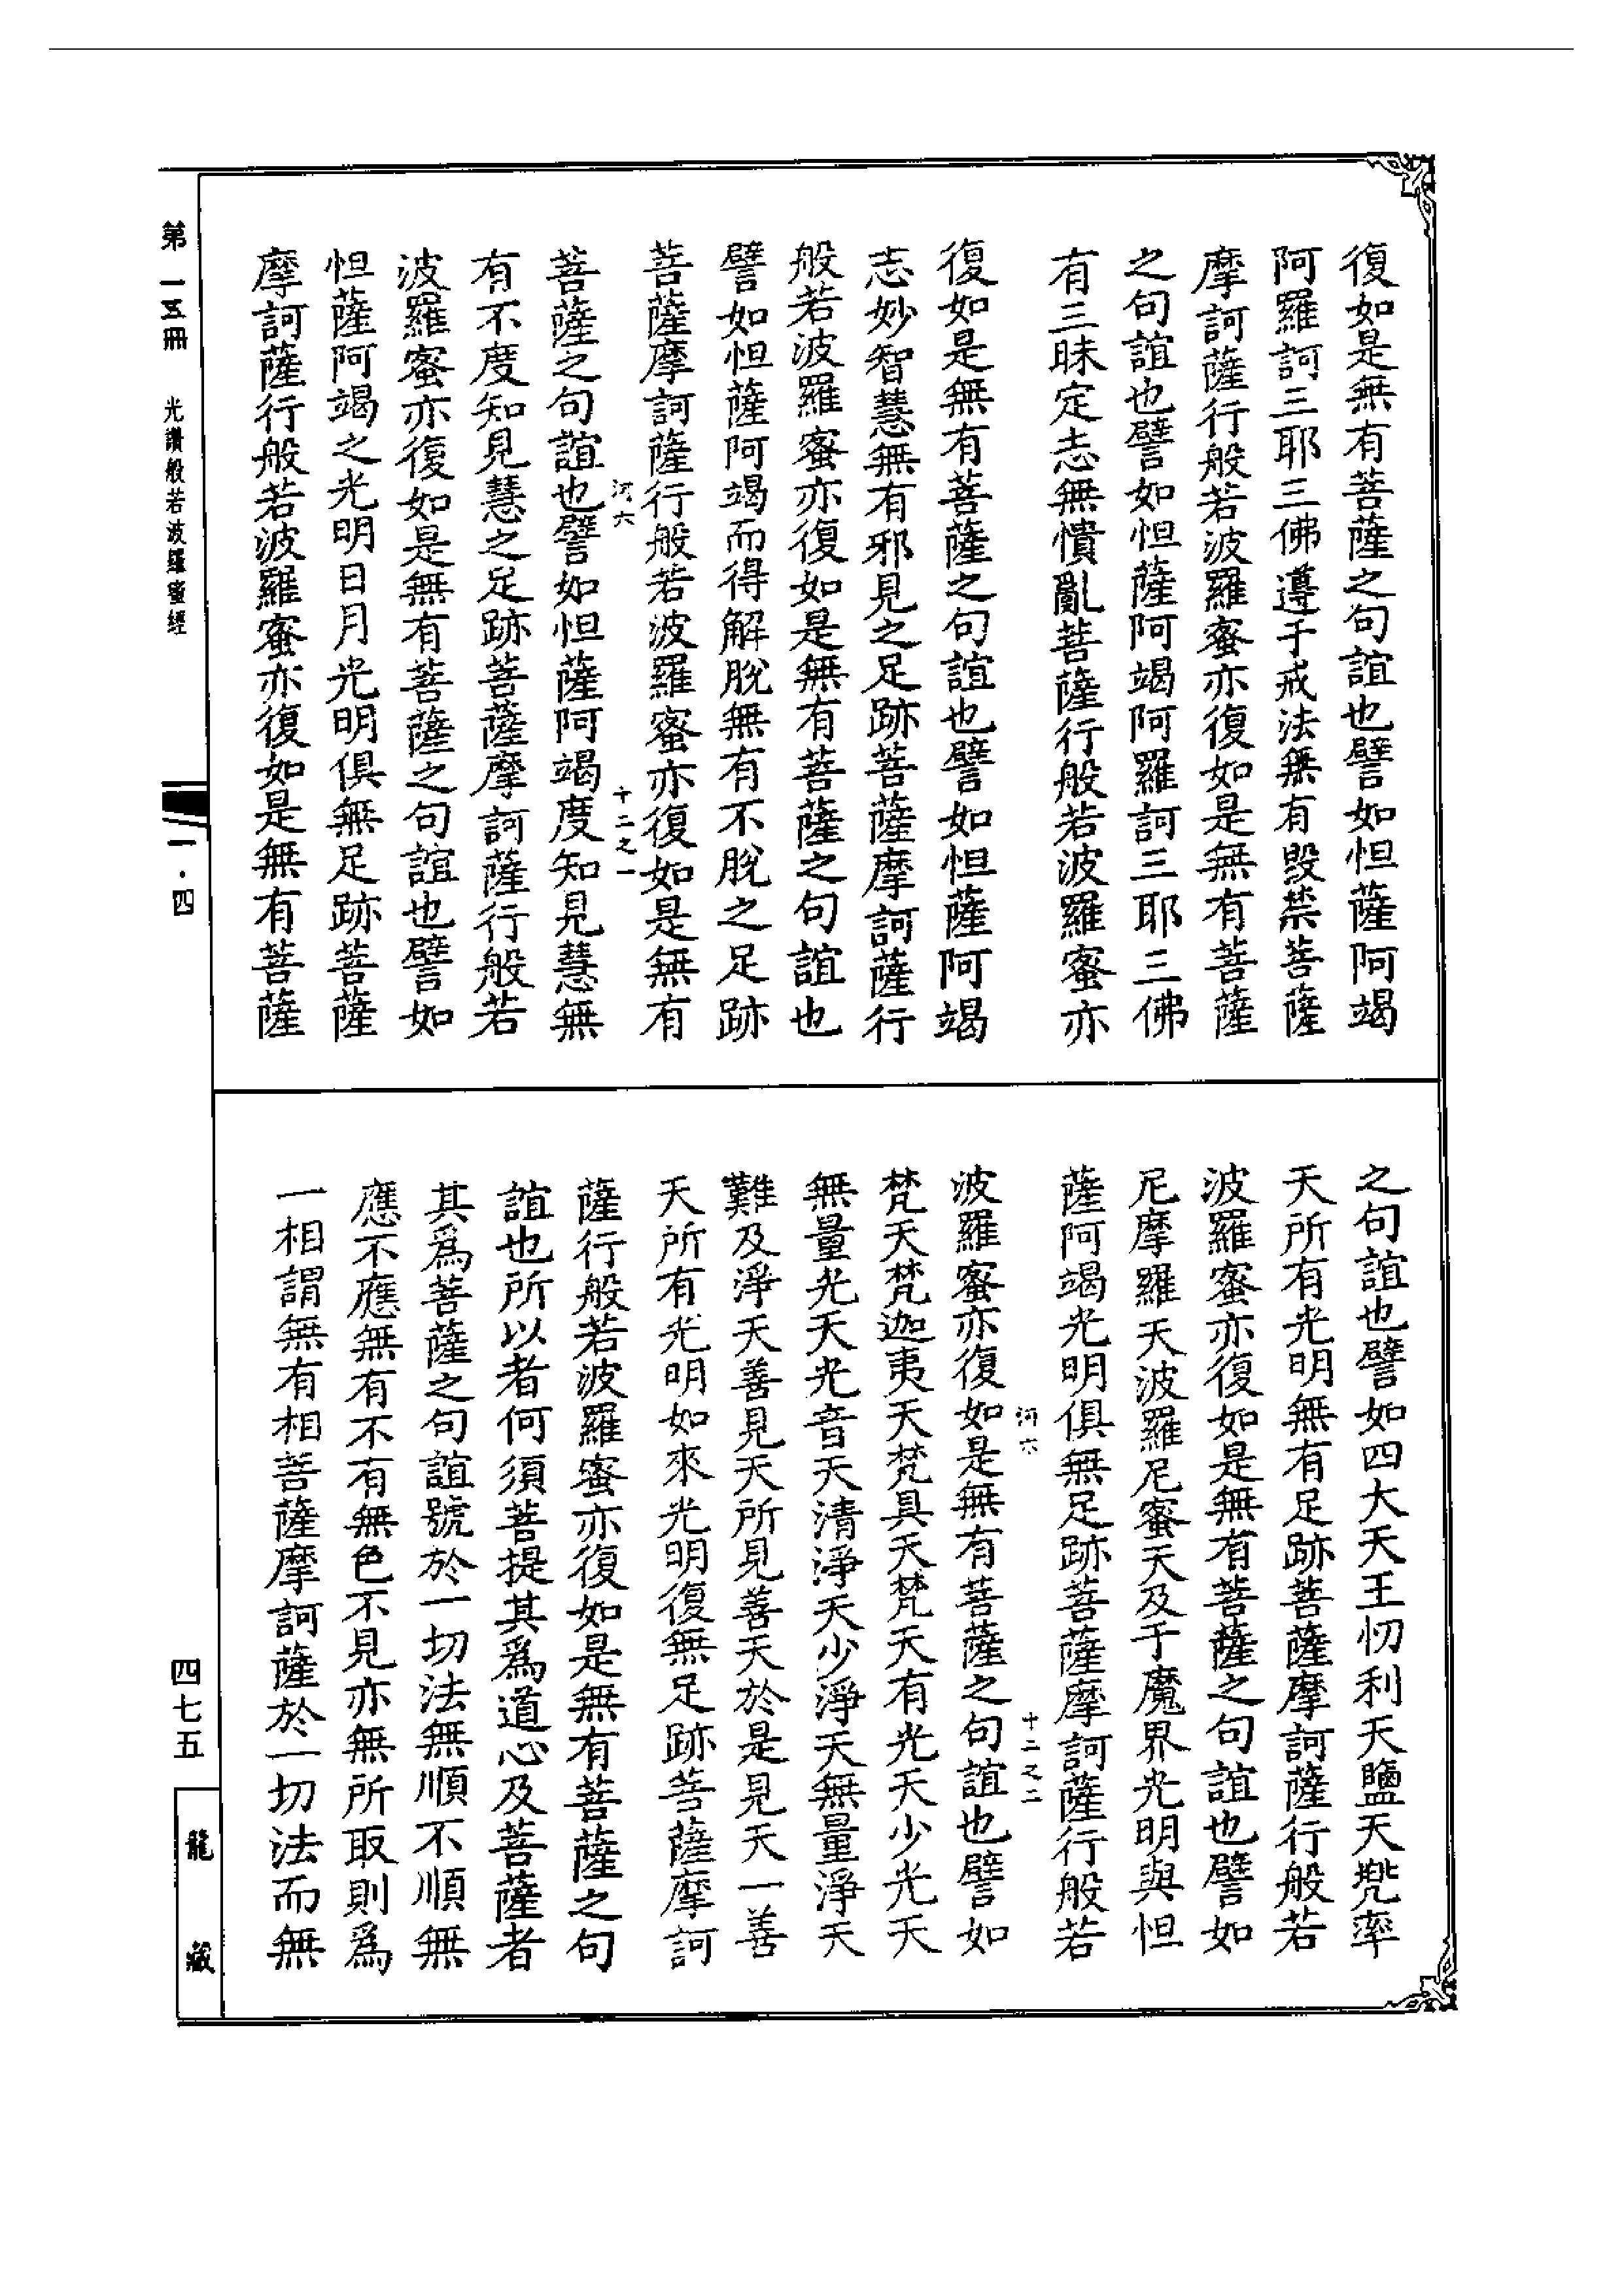 復如是無有菩薩之句誼也譬如怛薩阿竭
阿羅訶三耶三佛遵于戒法無有毀禁菩薩
摩訶薩行般若波羅蜜亦復如是無有菩薩
之句誼也譬如怛薩阿竭阿羅訶三耶三佛
有三昧定志無憒亂菩薩行般若波羅蜜亦
復如是無有菩薩之句誼也譬如怛薩阿竭
志妙智慧無有邪見之足跡菩薩摩訶薩行
般若波羅蜜亦復如是無有菩薩之句誼也
譬如怛薩阿竭而得解脫無有不脫之足跡
菩薩摩訶薩行般若波羅蜜亦復如是無有
河六 十二之一
菩薩之句誼也譬如怛薩阿竭度知見慧無
有不度知見慧之足跡菩薩摩訶薩行般若
波羅蜜亦復如是無有菩薩之句誼也譬如
怛薩阿竭之光明日月光明俱無足跡菩薩
摩訶薩行般若波羅蜜亦復如是無有菩薩
之句誼也譬如四大天王忉利天鹽天兠率
天所有光明無有足跡菩薩摩訶薩行般若
波羅蜜亦復如是無有菩薩之句誼也譬如
尼摩羅天波羅尼蜜天及于魔界光明與怛
薩阿竭光明俱無足跡菩薩摩訶薩行般若
河六 十二之二
波羅蜜亦復如是無有菩薩之句誼也譬如
梵天梵迦夷天梵具天梵天有光天少光天
無量光天光音天清淨天少淨天無量淨天
難及淨天善見天所見善天於是見天一善
天所有光明如來光明復無足跡菩薩摩訶
薩行般若波羅蜜亦復如是無有菩薩之句
誼也所以者何須菩提其爲道心及菩薩者
其爲菩薩之句誼號於一切法無順不順無
應不應無有不有無色不見亦無所取則爲
一相謂無有相菩薩摩訶薩於一切法而無
第一五冊 光讚般若波羅蜜經
一·四
四七五
龍藏